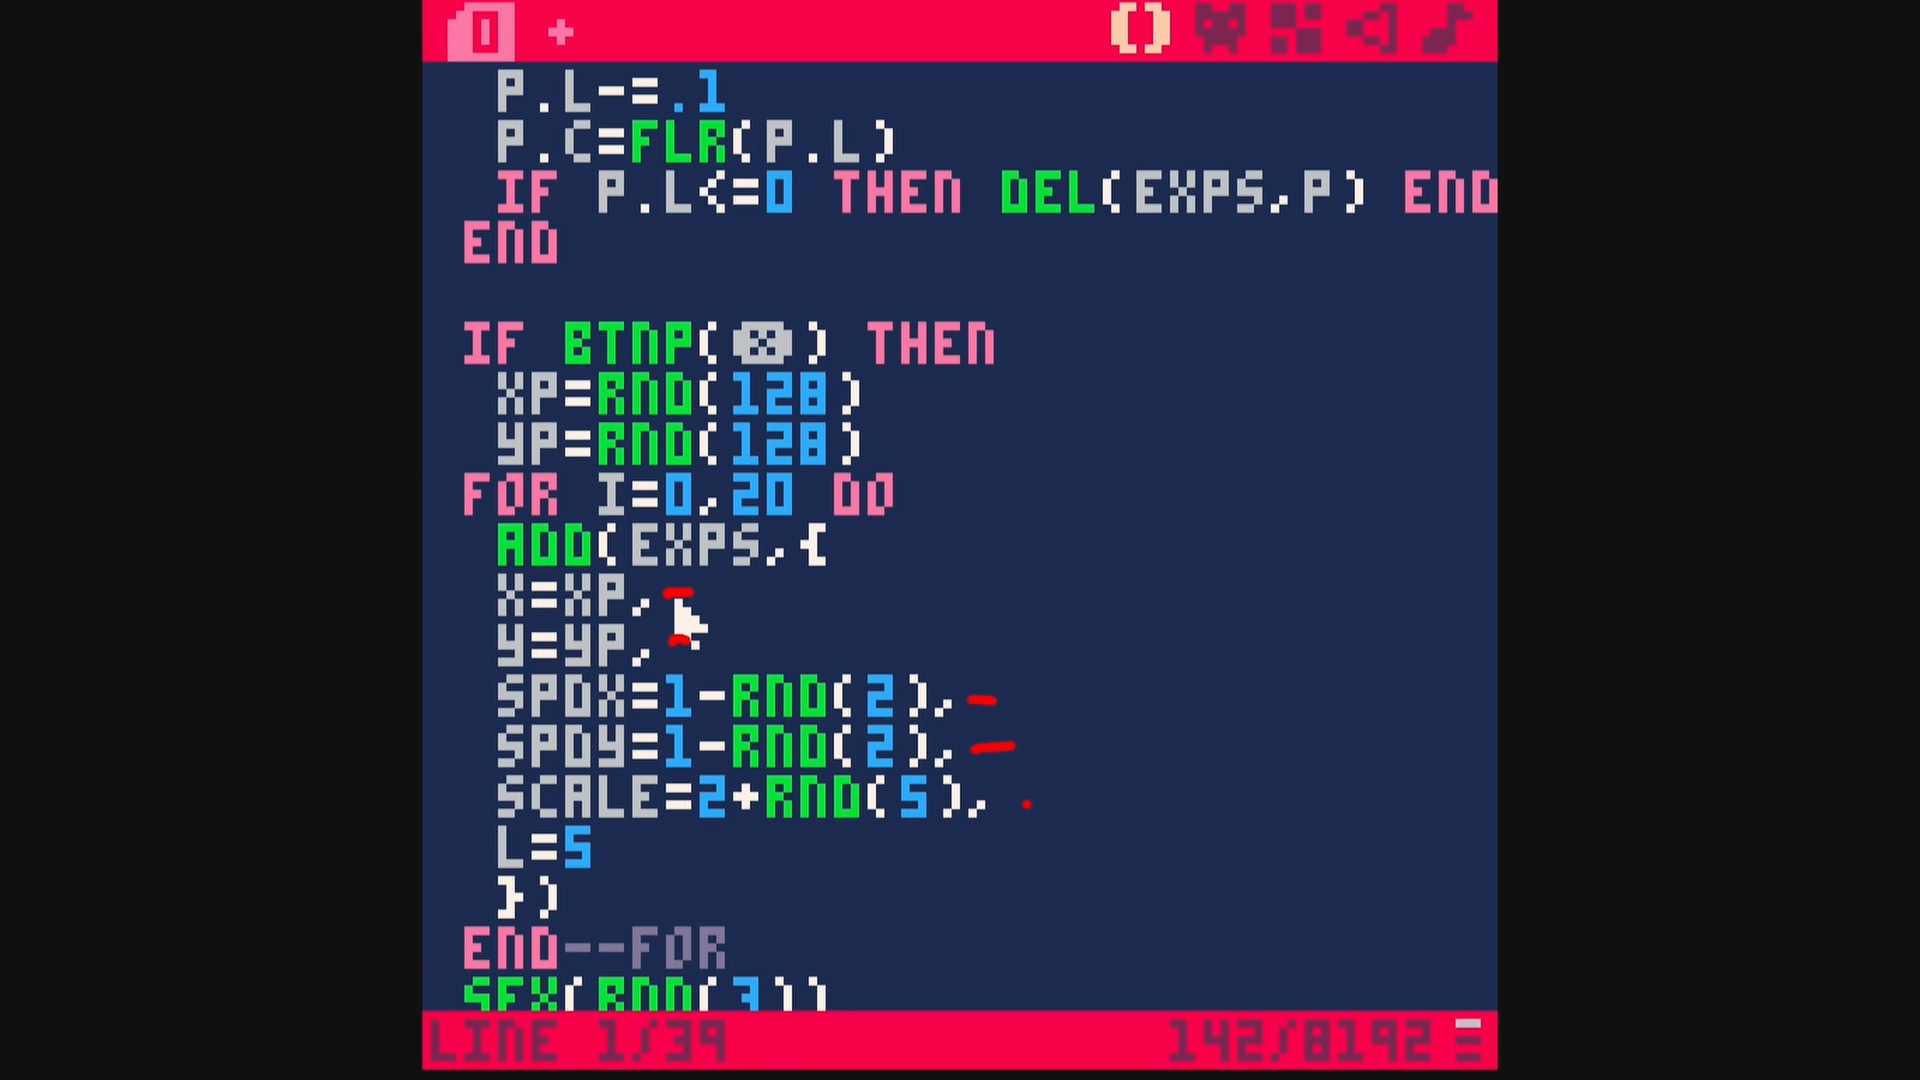 0 +
P.L-=.1
P.C=FLR(P.L)
IF P.L<=0 THEN DEL(EXPS,P) END
END
IF BTNP(❎) THEN
XP=RND(128)
YP=RND(128)
FOR I=0,20 DO
ADD(EXPS,{
X=XP,
Y=YP,
SPDX=1-RND(2),
SPDY=1-RND(2),
SCALE=2+RND(5),
L=5
})
END--FOR
SFX(RND(3))
LINE 1/39 142/8192